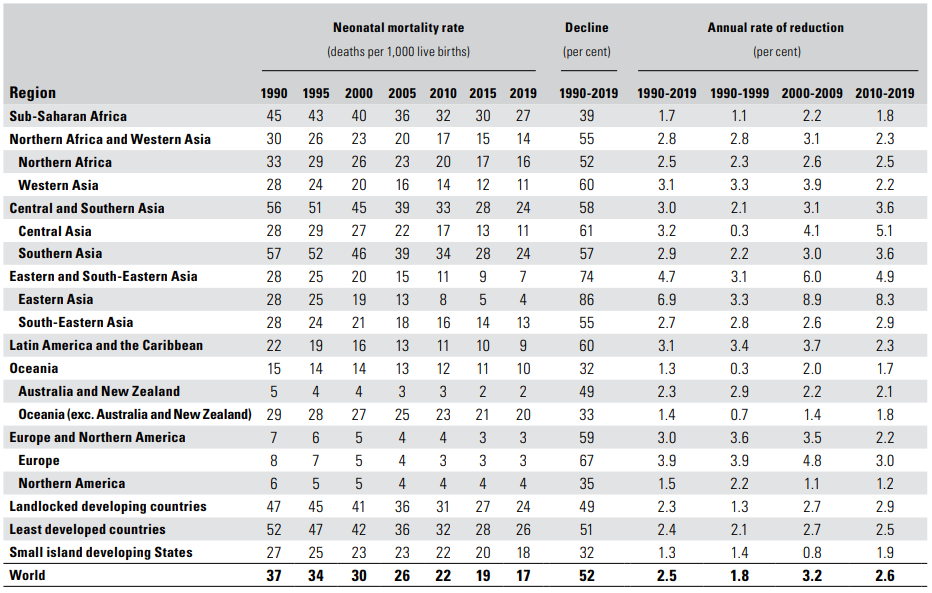 Neonatal mortality rate Decline Annual rate of reduction
(deaths per 1,000 live births) (per cent) (per cent)
Region 1990 1995 2000 2005 2010 2015 2019 1990-2019 1990-2019 1990-1999 2000-2009 2010-2019
Sub-Saharan Africa 45 43 40 36 32 30 27 39 1.7 1.1 2.2 1.8
Northern Africa and Western Asia 30 26 23 20 17 15 14 55 2.8 2.8 3.1 2.3
Northern Africa 33 29 26 23 20 17 16 52 2.5 2.3 2.6 2.5
Western Asia 28 24 20 16 14 12 11 60 3.1 3.3 3.9 2.2
Central and Southern Asia 56 51 45 39 33 28 24 58 3.0 2.1 3.1 3.6
Central Asia 28 29 27 22 17 13 11 61 3.2 0.3 4.1 5.1
Southern Asia 57 52 46 39 34 28 24 57 2.9 2.2 3.0 3.6
Eastern and South-Eastern Asia 28 25 20 15 11 9 7 74 4.7 3.1 6.0 4.9
Eastern Asia 28 25 19 13 8 5 4 86 6.9 3.3 8.9 8.3
South-Eastern Asia 28 24 21 18 16 14 13 55 2.7 2.8 2.6 2.9
Latin America and the Caribbean 22 19 16 13 11 10 9 60 3.1 3.4 3.7 2.3
Oceania 15 14 14 13 12 11 10 32 1.3 0.3 2.0 1.7
Australia and New Zealand 5 4 4 3 3 2 2 49 2.3 2.9 2.2 2.1
Oceania (exc. Australia and New Zealand) 29 28 27 25 23 21 20 33 1.4 0.7 1.4 1.8
Europe and Northern America 7 6 5 4 4 3 3 59 3.0 3.6 3.5 2.2
Europe 8 7 5 4 3 3 3 67 3.9 3.9 4.8 3.0
Northern America 6 5 5 4 4 4 4 35 1.5 2.2 1.1 1.2
Landlocked developing countries 47 45 41 36 31 27 24 49 2.3 1.3 2.7 2.9
Least developed countries 52 47 42 36 32 28 26 51 2.4 2.1 2.7 2.5
Small island developing States 27 25 23 23 22 20 18 32 1.3 1.4 0.8 1.9
World 37 34 30 26 22 19 17 52 2.5 1.8 3.2 2.6